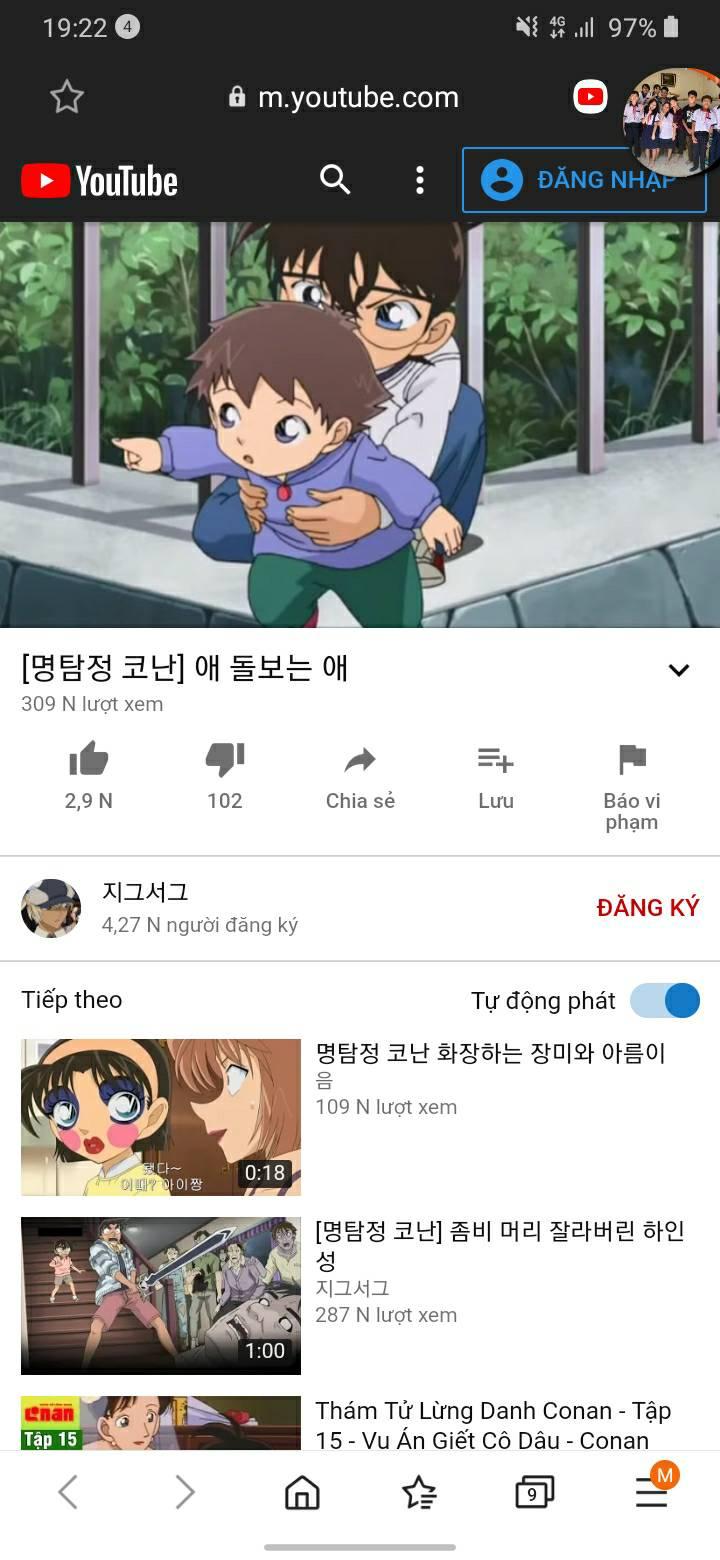 19:22 4 4G 97%
m.youtube.com
YouTube ĐĂNG NHẬP
[명탐정 코난] 애 돌보는 애
309 N lượt xem
2,9 N 102 Chia sẻ Lưu Báo vi
phạm
지그서그
4,27 N người đăng ký
ĐĂNG KÝ
Tiếp theo Tự động phát
명탐정 코난 화장하는 장미와 아름이
음
109 N lượt xem
됐다~
어때? 아이짱
0:18
[명탐정 코난] 좀비 머리 잘라버린 하인
성
지그서그
287 N lượt xem
1:00
Thám Tử Lừng Danh Conan - Tập
15 - Vụ Án Giết Cô Dâu - Conan
conan
Tập 15
9
M